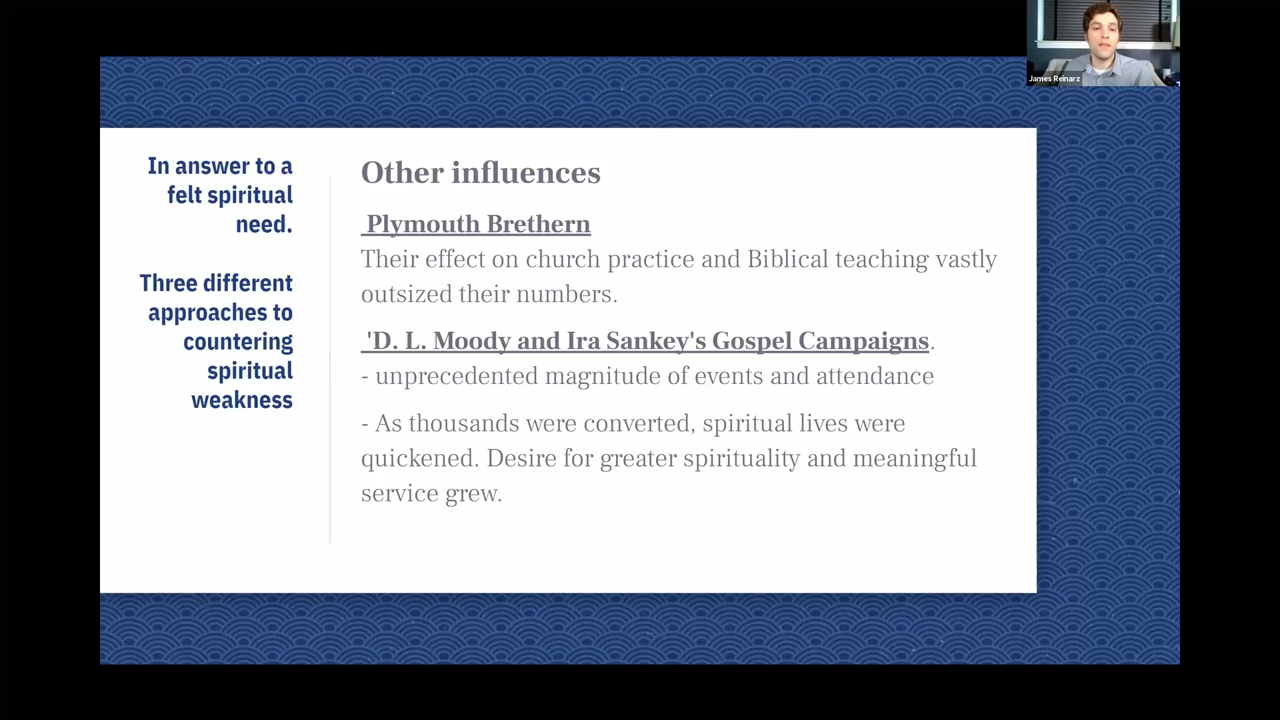 James Reinarz
In answer to a
felt spiritual
need.
Three different
approaches to
countering
spiritual
weakness
Other influences
Plymouth Brethern
Their effect on church practice and Biblical teaching vastly
outsized their numbers.
'D. L. Moody and Ira Sankey's Gospel Campaigns.
- unprecedented magnitude of events and attendance
- As thousands were converted, spiritual lives were
quickened. Desire for greater spirituality and meaningful
service grew.